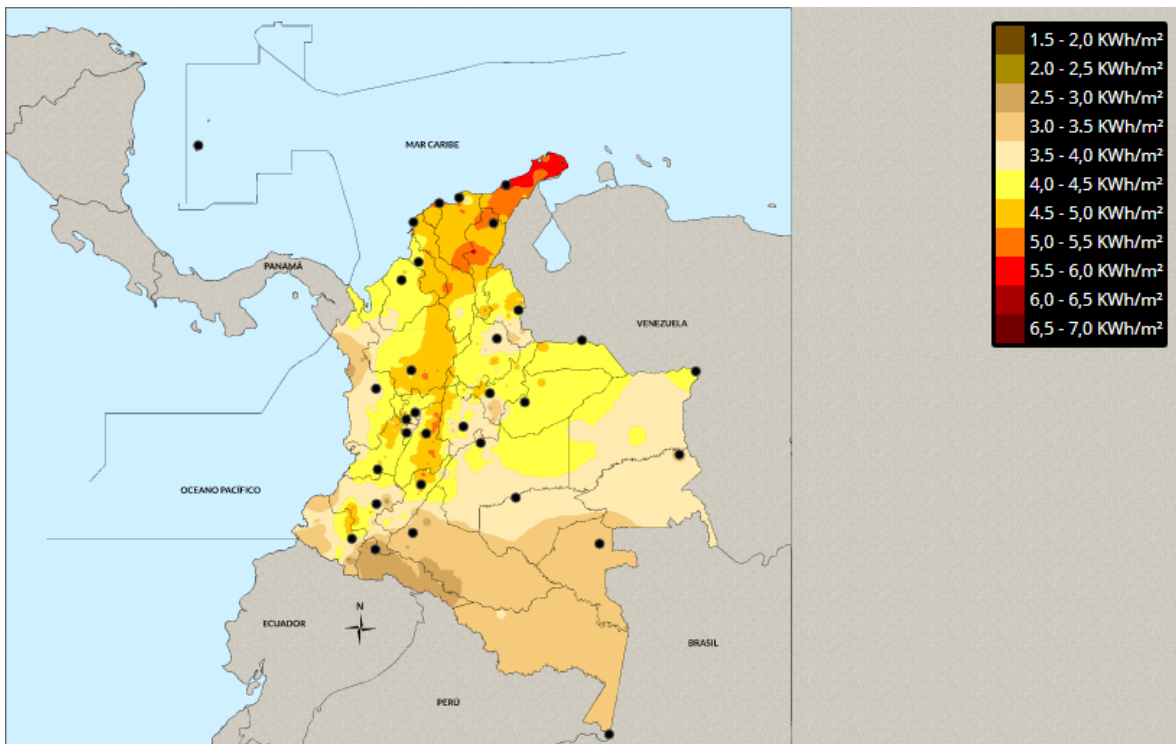 MAR CARIBE
PANAMÁ
VENEZUELA
OCEANO PACÍFICO
ECUADOR
N
BRASIL
PERÚ
1.5 - 2,0 KWh/m²
2.0 - 2,5 KWh/m²
2.5 - 3,0 KWh/m²
3.0 - 3.5 KWh/m²
3.5 - 4,0 KWh/m²
4,0 - 4,5 KWh/m²
4.5 - 5,0 KWh/m²
5,0 - 5,5 KWh/m²
5.5 - 6,0 KWh/m²
6,0 - 6,5 KWh/m²
6,5 - 7,0 KWh/m²